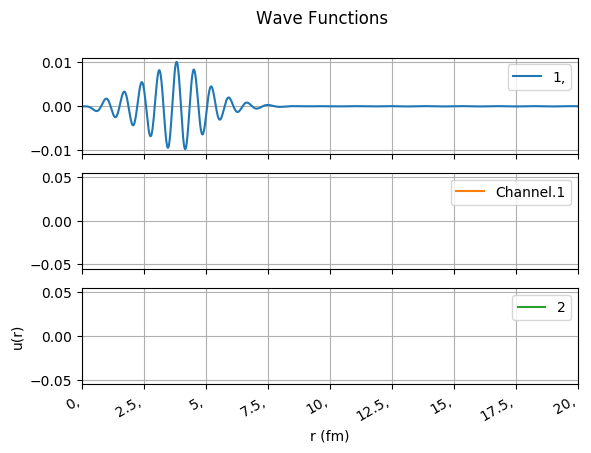 Wave Functions
0.01
0.00
−0.01
1,
0.05
0.00
−0.05
Channel.1
0.05
0.00
−0.05
2
u(r)
0, 2.5, 5, 7.5, 10, 12.5, 15, 17.5, 20,
r (fm)